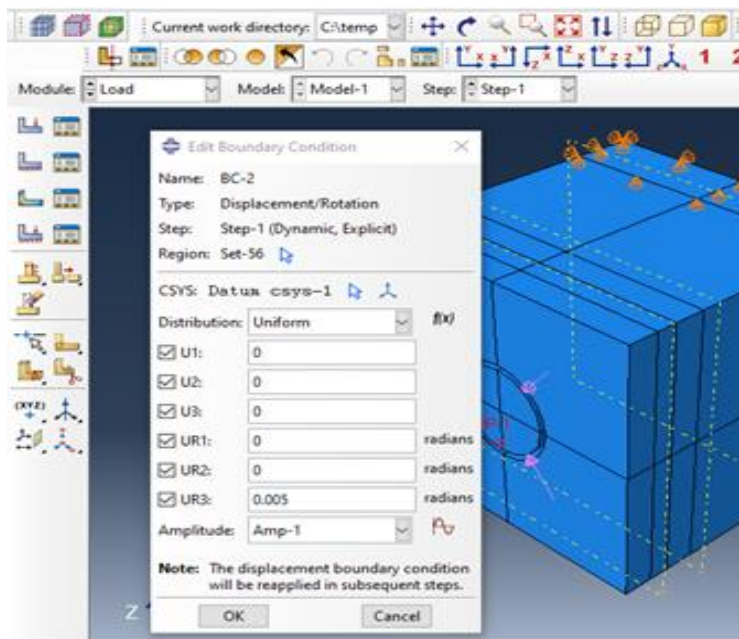 Current work directory: C:\temp
1 2
Module: Load Model: Model-1 Step: Step-1
Edit Boundary Condition
Name: BC-2
Type: Displacement/Rotation
Step: Step-1 (Dynamic, Explicit)
Region: Set-56
CSYS: Datum csys-1
Distribution: Uniform f(x)
U1: 0
U2: 0
U3: 0
UR1: 0 radians
UR2: 0 radians
UR3: 0.005 radians
Amplitude: Amp-1
Note: The displacement boundary condition
will be reapplied in subsequent steps.
OK Cancel
Z
(XYZ)